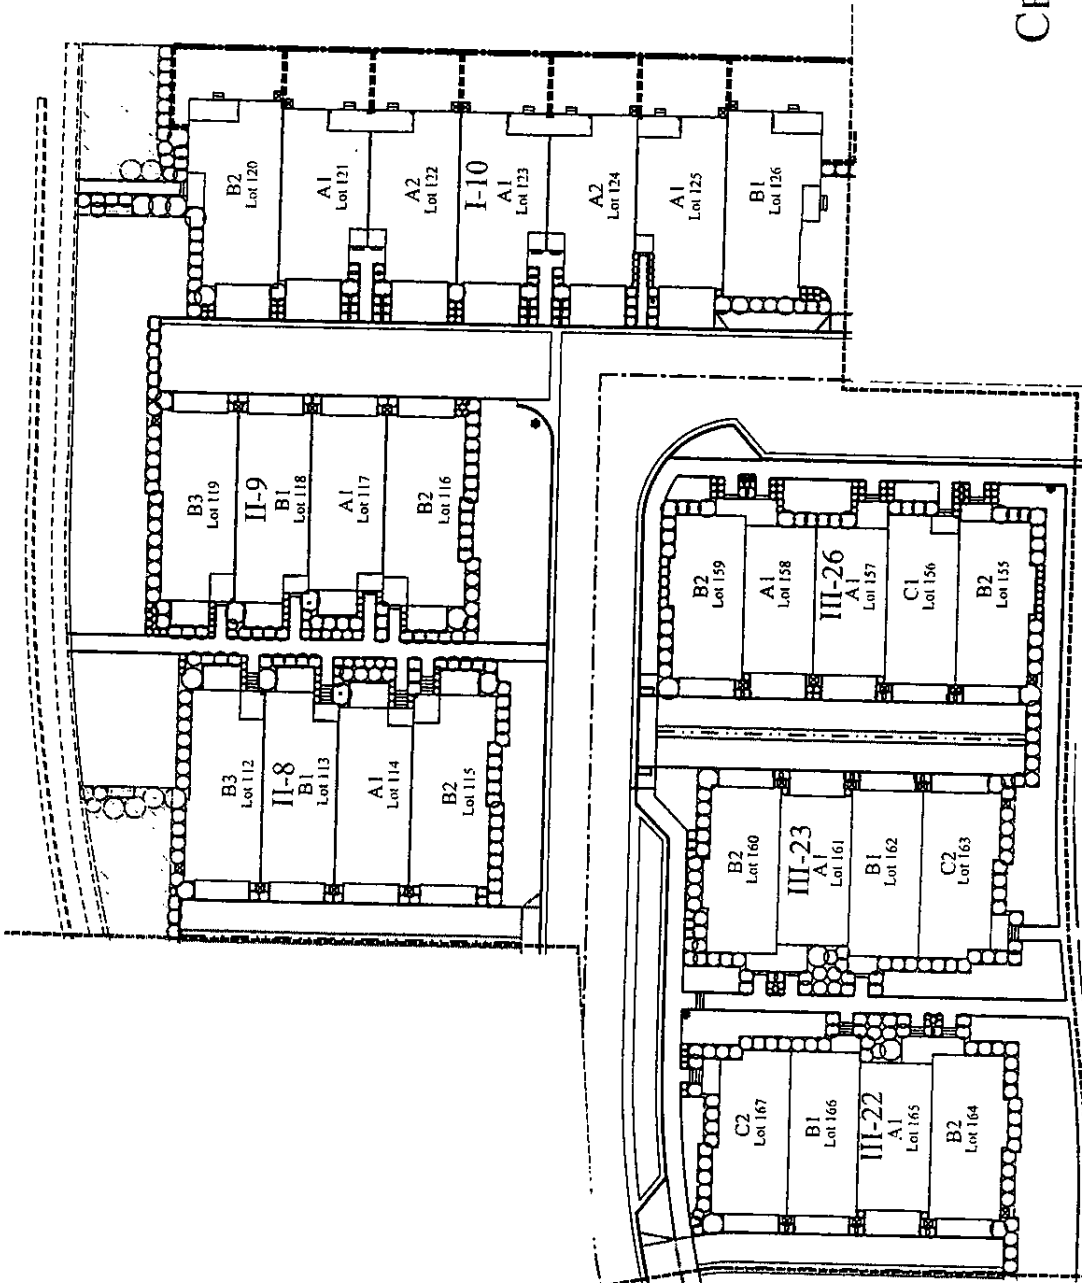 B2
Lot 120
A1
Lot 121
A2
Lot 122
I-10
A1
Lot 123
A2
Lot 124
A1
Lot 125
B1
Lot 126
B3
Lot 119
II-9
B1
Lot 118
A1
Lot 117
B2
Lot 116
B3
Lot 112
II-8
B1
Lot 113
A1
Lot 114
B2
Lot 115
B2
Lot 159
A1
Lot 158
III-26
A1
Lot 157
C1
Lot 156
B2
Lot 155
B2
Lot 160
III-23
A1
Lot 161
B1
Lot 162
C2
Lot 163
C2
Lot 167
B1
Lot 166
III-22
A1
Lot 165
B2
Lot 164